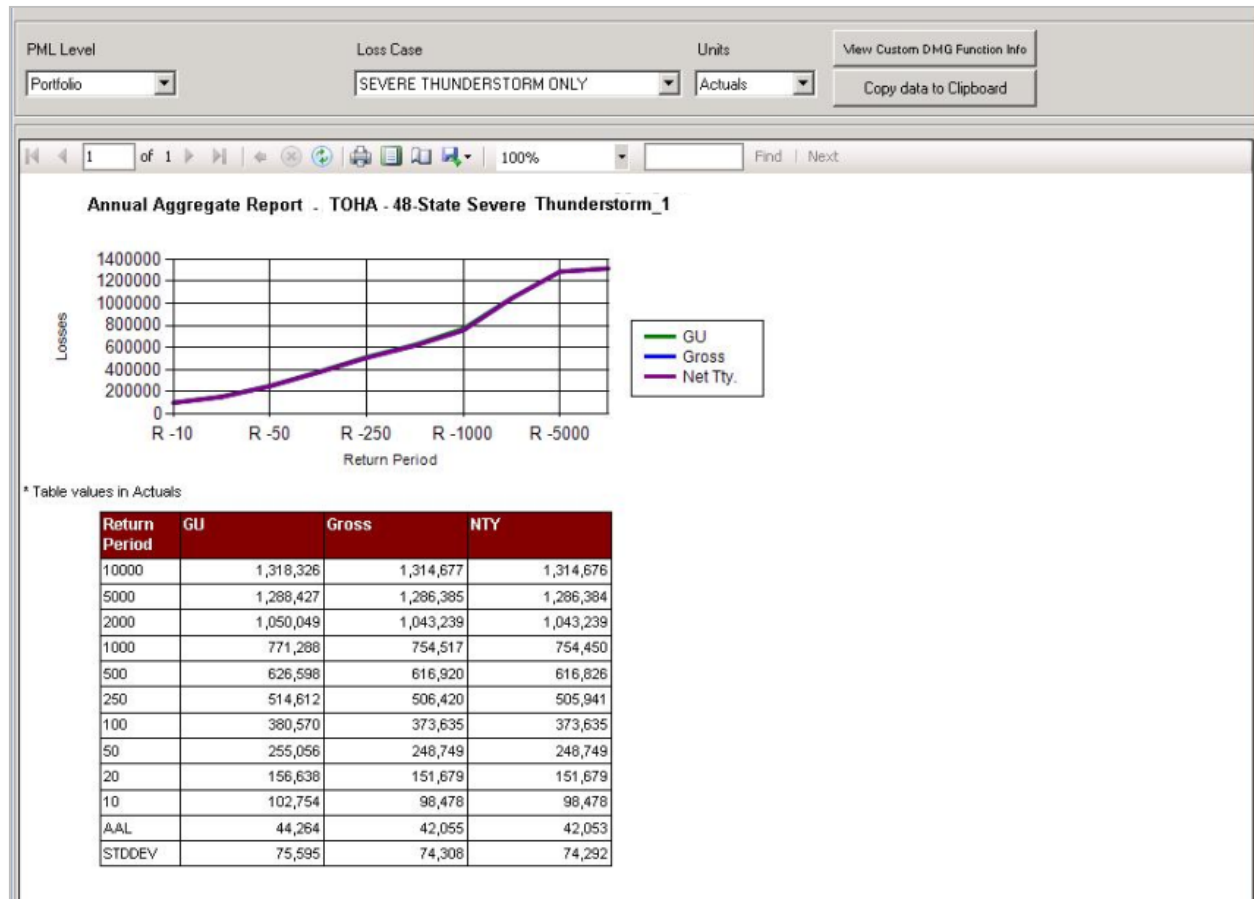 PML Level Loss Case Units View Custom DMG Function Info
Portfolio SEVERE THUNDERSTORM ONLY Actuals Copy data to Clipboard
1 of 1 100% Find | Next
Annual Aggregate Report - TOHA - 48-State Severe Thunderstorm_1
1400000
1200000
1000000
800000
600000
400000
200000
0
Losses
R -10 R -50 R -250 R -1000 R -5000
Return Period
GU
Gross
Net Tty.
* Table values in Actuals
Return Period GU Gross NTY
10000 1,318,326 1,314,677 1,314,676
5000 1,288,427 1,286,385 1,286,384
2000 1,050,049 1,043,239 1,043,239
1000 771,288 754,517 754,450
500 626,598 616,920 616,826
250 514,612 506,420 505,941
100 380,570 373,635 373,635
50 255,056 248,749 248,749
20 156,638 151,679 151,679
10 102,754 98,478 98,478
AAL 44,264 42,055 42,053
STDDEV 75,595 74,308 74,292